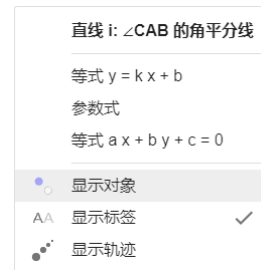 直线 i: ∠CAB 的角平分线
等式 y = k x + b
参数式
等式 a x + b y + c = 0
显示对象
AA 显示标签
显示轨迹